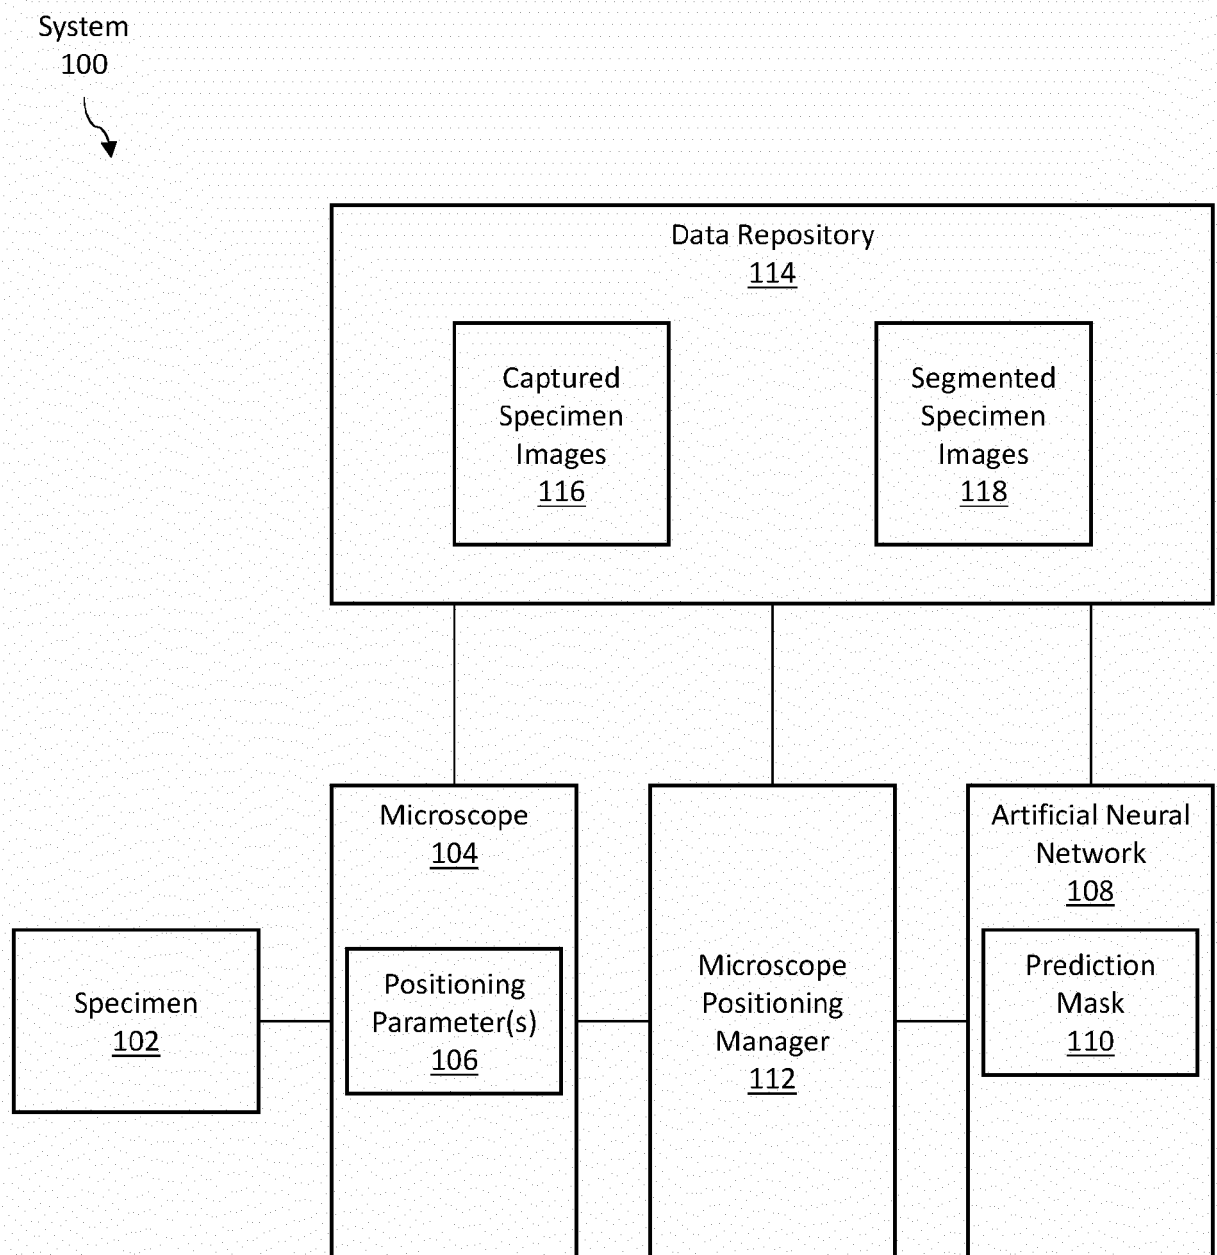 System
100
Data Repository
114
Captured
Specimen
Images
116
Segmented
Specimen
Images
118
Microscope
104
Positioning
Parameter(s)
106
Microscope
Positioning
Manager
112
Artificial Neural
Network
108
Prediction
Mask
110
Specimen
102